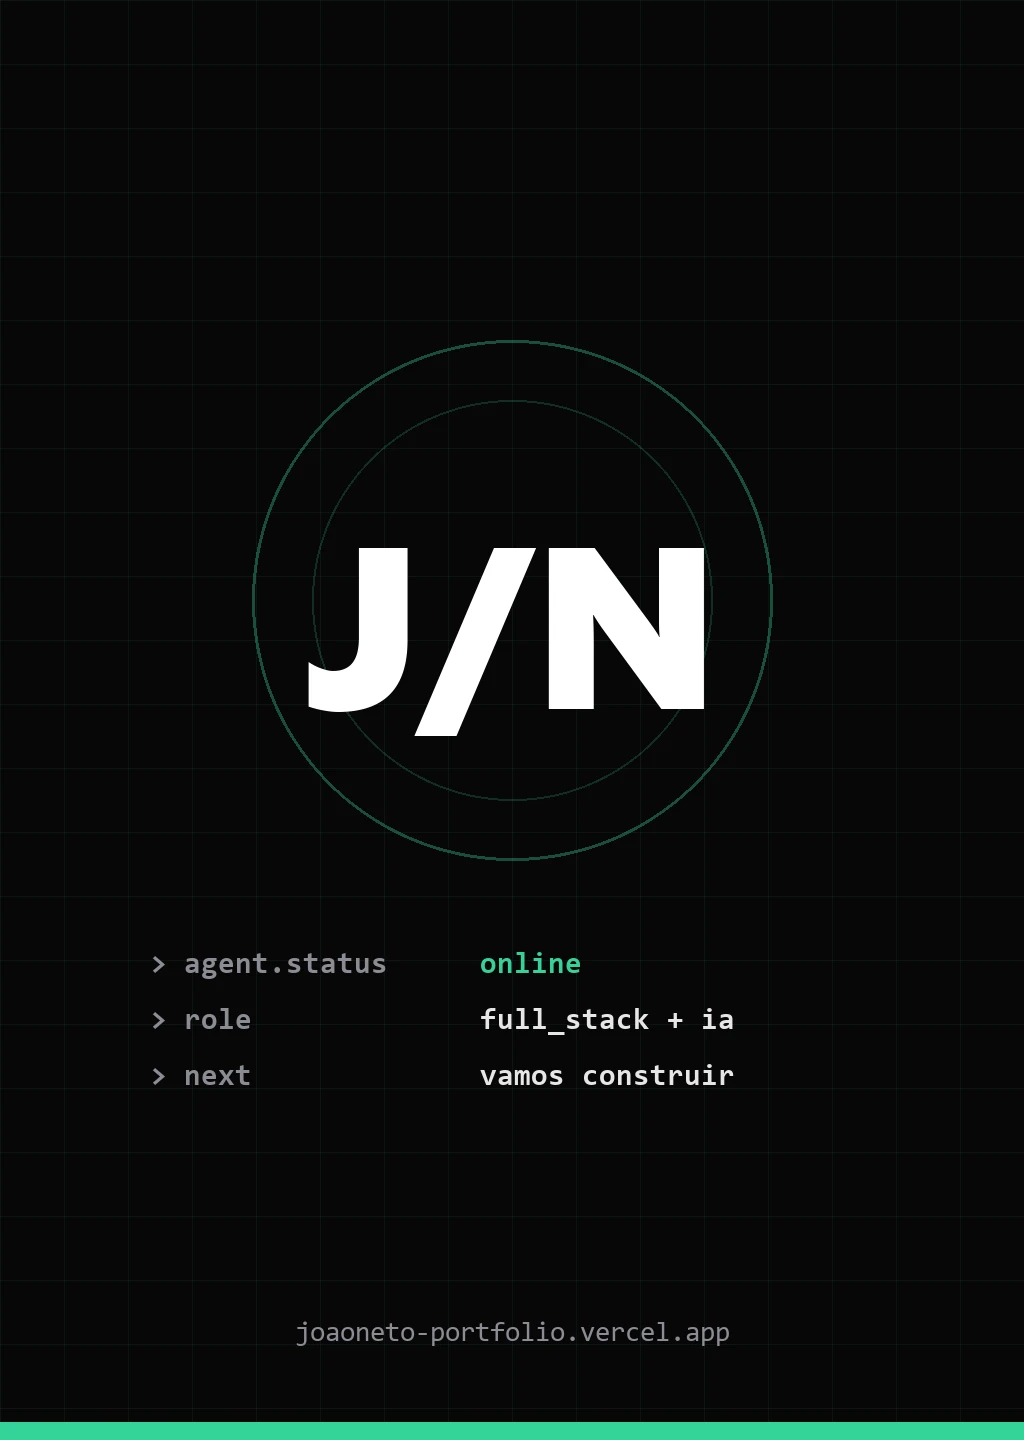 J/N
> agent.status online
> role full_stack + ia
> next vamos construir
joaoneto-portfolio.vercel.app